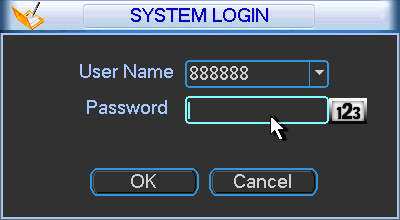 SYSTEM LOGIN
User Name 888888
Password 123
OK Cancel